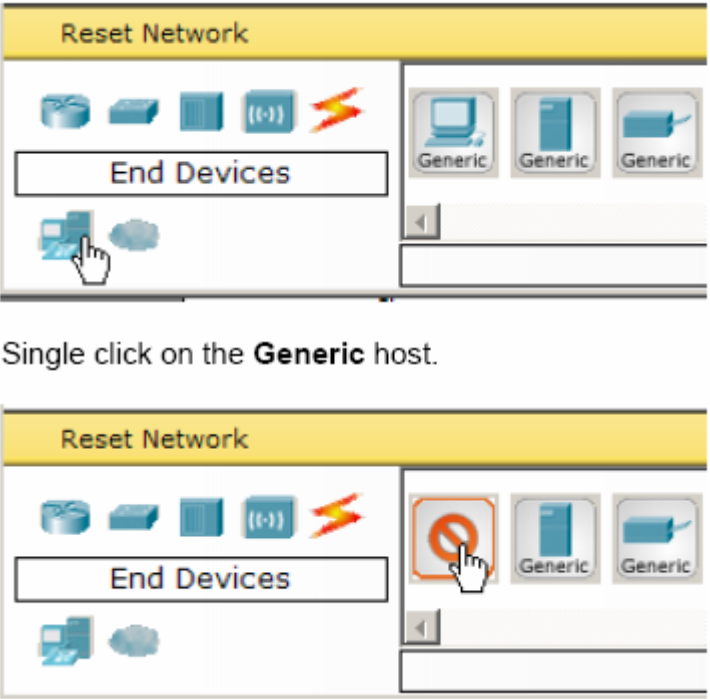 Reset Network
Generic Generic Generic
End Devices
Single click on the Generic host.
Reset Network
Generic Generic
End Devices